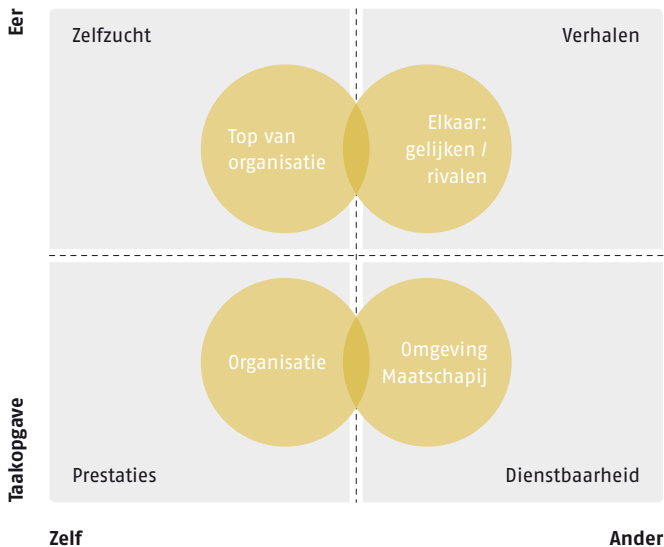 Eer
Zelfzucht
Verhalen
Top van
organisatie
Elkaar:
gelijken /
rivalen
Organisatie
Omgeving
Maatschapij
Taakopgave
Prestaties
Dienstbaarheid
Zelf
Ander